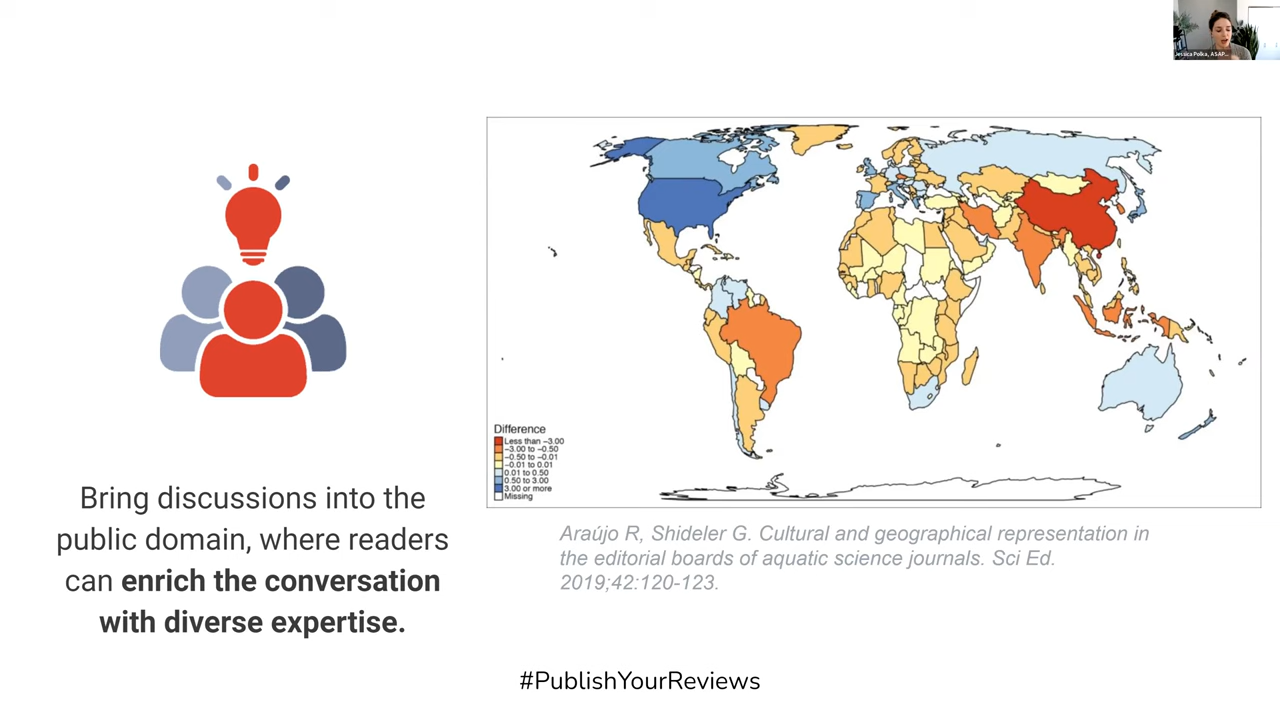 Jessica Polka, ASAP...
Bring discussions into the
public domain, where readers
can enrich the conversation
with diverse expertise.
Difference
Less than −3.00
−3.00 to −0.50
−0.50 to −0.01
−0.01 to 0.01
0.01 to 0.50
0.50 to 3.00
3.00 or more
Missing
Araújo R, Shideler G. Cultural and geographical representation in
the editorial boards of aquatic science journals. Sci Ed.
2019;42:120-123.
#PublishYourReviews